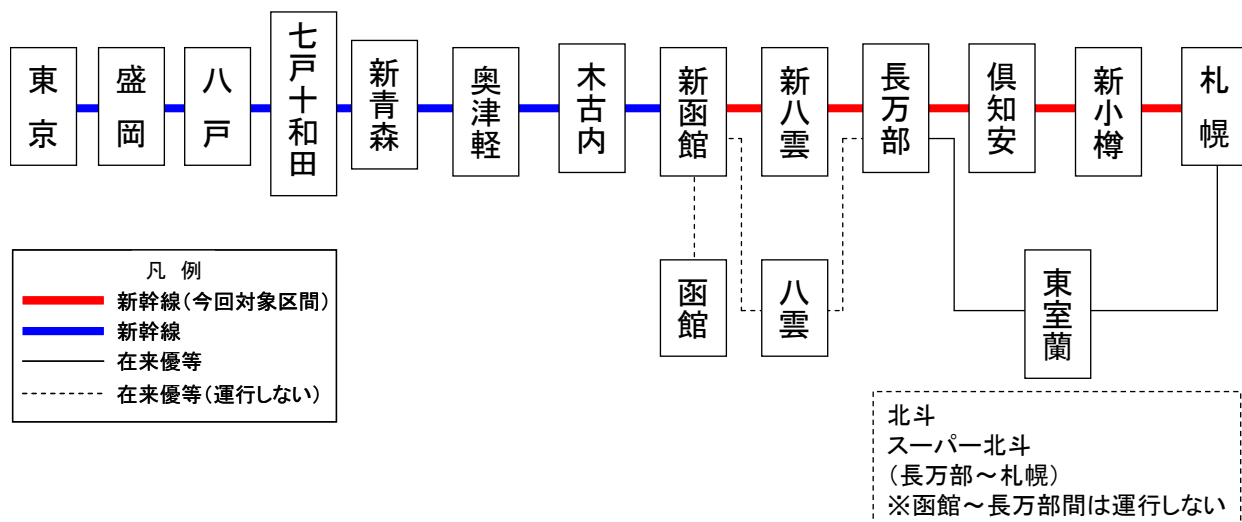 東京
盛岡
八戸
七戸十和田
新青森
奥津軽
木古内
新函館
新八雲
長万部
倶知安
新小樽
札幌
函館
八雲
東室蘭
凡 例
新幹線(今回対象区間)
新幹線
在来優等
在来優等(運行しない)
北斗
スーパー北斗
(長万部～札幌)
※函館～長万部間は運行しない